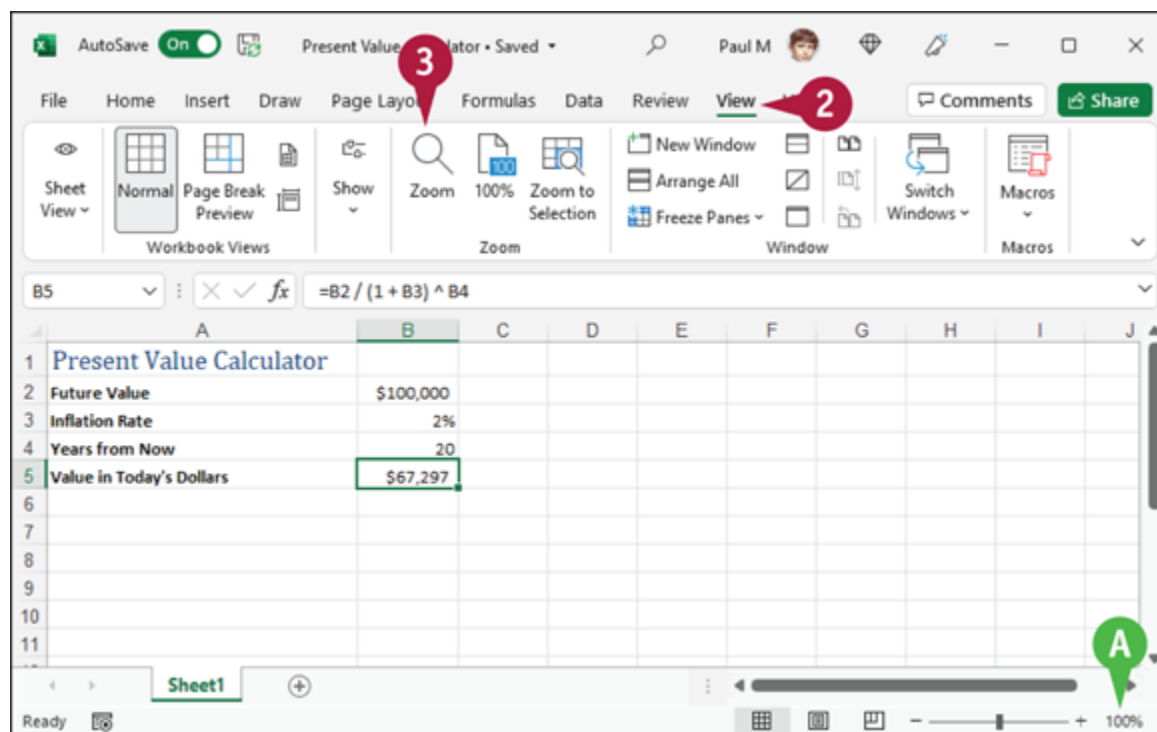 AutoSave On Present Value lator • Saved Paul M
3
File Home Insert Draw Page Layou Formulas Data Review View 2 Comments Share
Sheet View Normal Page Break Preview Show Zoom 100 100% Zoom to Selection New Window Arrange All Freeze Panes Switch Windows Macros
Workbook Views Zoom Window Macros
B5 fx =B2 / (1 + B3) ^ B4
A B C D E F G H I J
1 Present Value Calculator
2 Future Value $100,000
3 Inflation Rate 2%
4 Years from Now 20
5 Value in Today's Dollars $67,297
6
7
8
9
10
11
A
Sheet1
Ready 100%